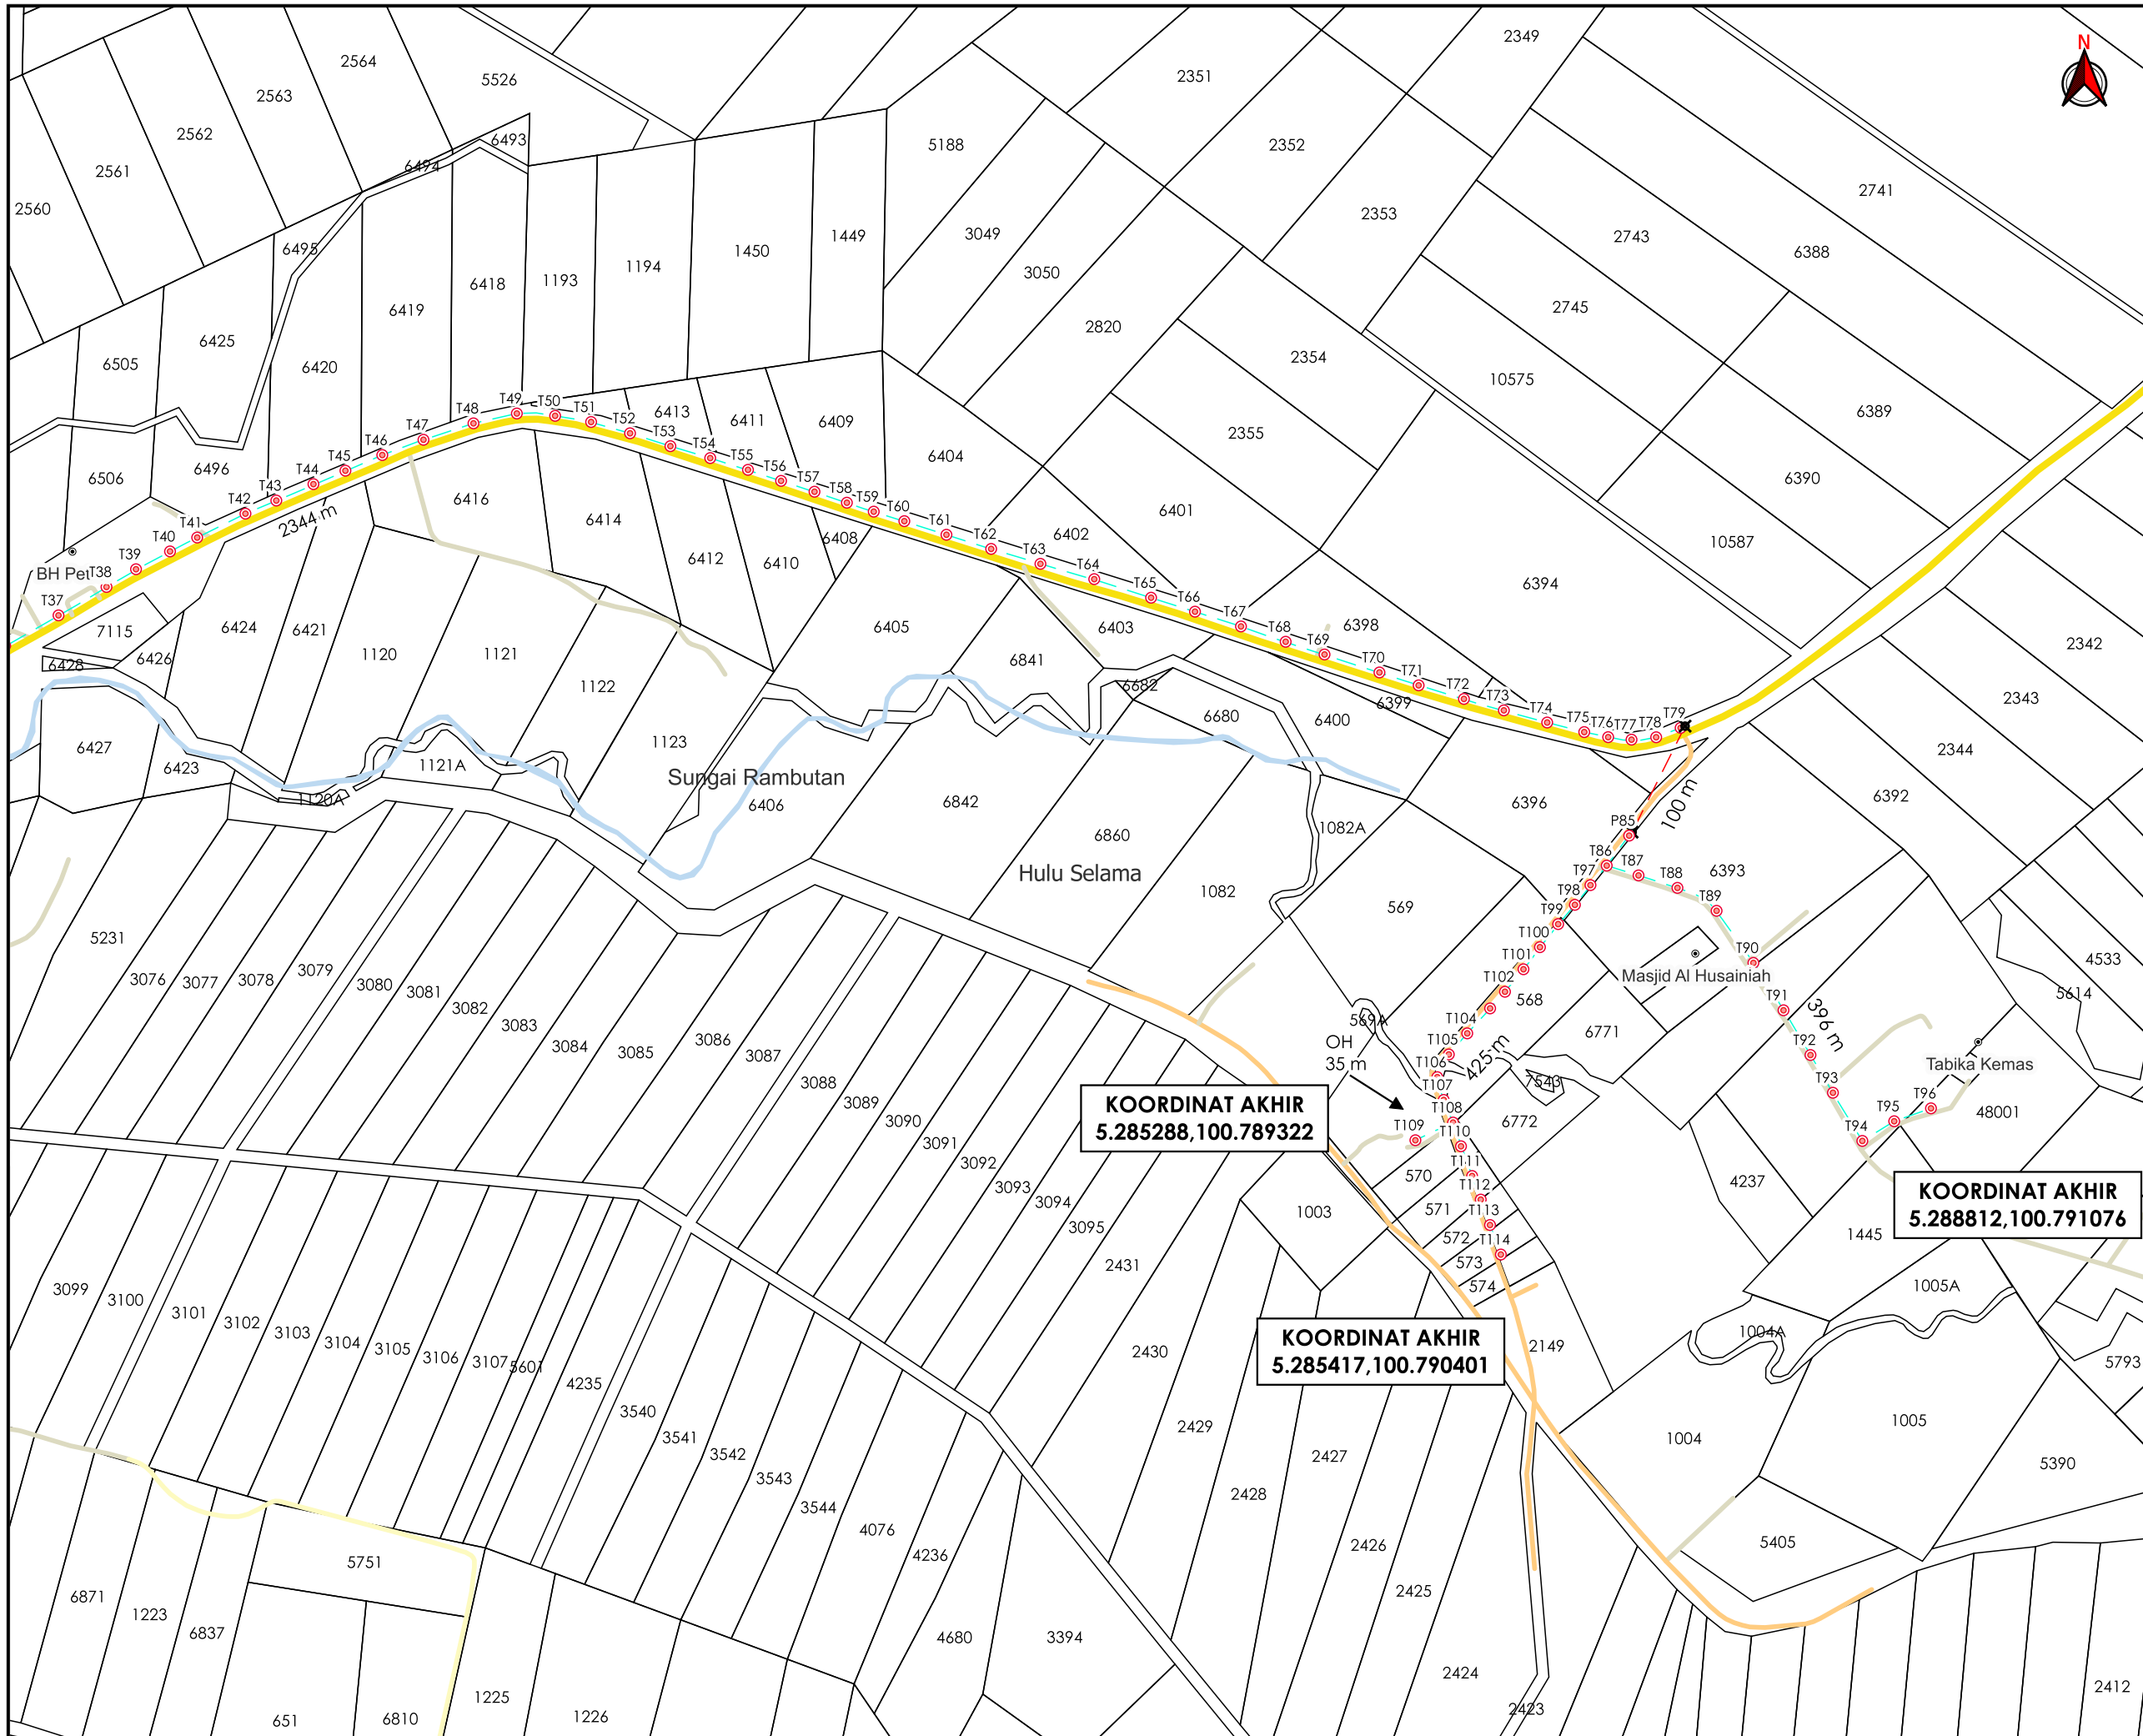 N
2349
2564
2351
5526
2563
2562
6493
5188
2352
6494
2561
2741
2560
2353
3049
1449
2743
6495
1450
6388
1194
3050
1193
6418
2745
6419
2820
6425
2354
6505
6420
10575
6389
T49
T50
6413
6411
6409
T48
T51
T47
T52
2355
T53
T46
T54
6404
T45
T55
6496
T44
T56
6506
T43
T57
6390
T42
T58
6416
T59
6401
T41
T60
2344 m
6414
T61
6402
T40
6408
T62
10587
T39
6412
6410
T63
BH Pet
T38
T64
6394
T65
T37
T66
7115
6424
6421
6405
6403
T67
6398
T68
2342
6428
6426
1120
1121
6841
T69
T70
T71
1122
6682
T72
2343
6399
T73
6680
6400
T74
T79
T75
T76
T77
T78
6427
1123
2344
6423
1121A
Sungai Rambutan
1120A
6406
6842
6396
6392
100 m
P85
1082A
6860
T86
Hulu Selama
T97
T87
6393
T88
1082
T98
T89
569
T99
5231
T100
T90
3079
T101
4533
3076
3077
3078
Masjid Al Husainiah
3080
T102
3081
5614
3082
568
T91
396 m
3083
569A
T104
6771
3086
OH
T92
3084
3085
3087
T105
35 m
425 m
Tabika Kemas
T106
3088
7543
T93
T107
3089
KOORDINAT AKHIR
5.285288,100.789322
T96
T108
48001
3090
T95
6772
T109
T110
T94
3091
3092
T111
570
4237
3093
T112
KOORDINAT AKHIR
5.288812,100.791076
3094
1003
571
T113
3095
572
T114
1445
2431
573
3099
574
1005A
3100
3101
3102
3103
KOORDINAT AKHIR
5.285417,100.790401
1004A
3104
3105
2149
2430
3106
3107
5601
5793
4235
3540
2429
1005
3541
1004
3542
2427
5390
3543
2428
3544
4076
2426
5405
4236
5751
2425
6871
1223
6837
4680
3394
2424
2412
1225
2423
1226
651
6810